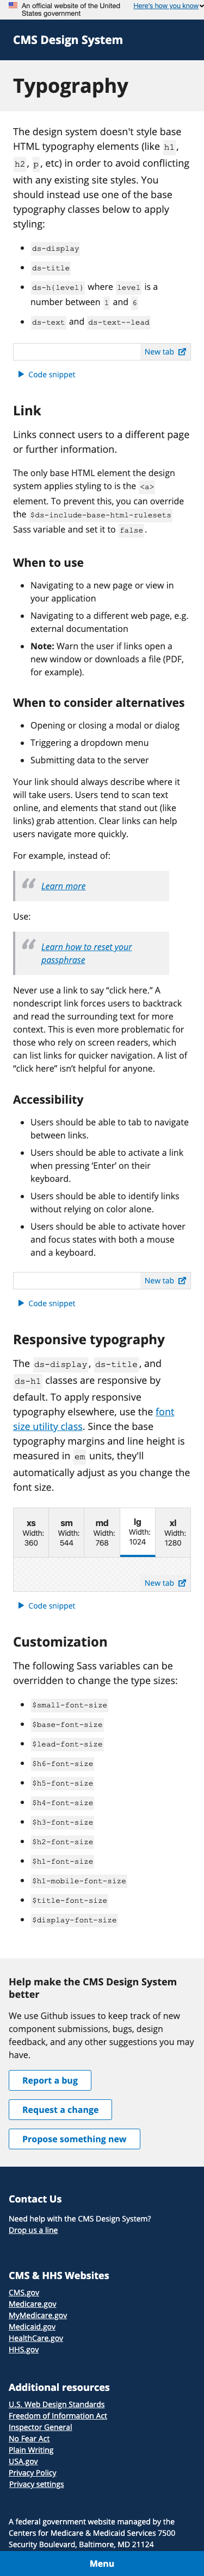 An official website of the United
States government
Here's how you know
CMS Design System
Typography
The design system doesn't style base
HTML typography elements (like h1,
h2, p, etc) in order to avoid conflicting
with any existing site styles. You
should instead use one of the base
typography classes below to apply
styling:
ds-display
ds-title
ds-h{level} where level is a
number between 1 and 6
ds-text and ds-text--lead
New tab
Code snippet
Link
Links connect users to a different page
or further information.
The only base HTML element the design
system applies styling to is the <a>
element. To prevent this, you can override
the $ds-include-base-html-rulesets
Sass variable and set it to false.
When to use
Navigating to a new page or view in
your application
Navigating to a different web page, e.g.
external documentation
Note: Warn the user if links open a
new window or downloads a file (PDF,
for example).
When to consider alternatives
Opening or closing a modal or dialog
Triggering a dropdown menu
Submitting data to the server
Your link should always describe where it
will take users. Users tend to scan text
online, and elements that stand out (like
links) grab attention. Clear links can help
users navigate more quickly.
For example, instead of:
Learn more
Use:
Learn how to reset your
passphrase
Never use a link to say “click here.” A
nondescript link forces users to backtrack
and read the surrounding text for more
context. This is even more problematic for
those who rely on screen readers, which
can list links for quicker navigation. A list of
“click here” isn't helpful for anyone.
Accessibility
Users should be able to tab to navigate
between links.
Users should be able to activate a link
when pressing ‘Enter’ on their
keyboard.
Users should be able to identify links
without relying on color alone.
Users should be able to activate hover
and focus states with both a mouse
and a keyboard.
New tab
Code snippet
Responsive typography
The ds-display, ds-title, and
ds-h1 classes are responsive by
default. To apply responsive
typography elsewhere, use the font
size utility class. Since the base
typography margins and line height is
measured in em units, they'll
automatically adjust as you change the
font size.
xs
Width:
360
sm
Width:
544
md
Width:
768
lg
Width:
1024
xl
Width:
1280
New tab
Code snippet
Customization
The following Sass variables can be
overridden to change the type sizes:
$small-font-size
$base-font-size
$lead-font-size
$h6-font-size
$h5-font-size
$h4-font-size
$h3-font-size
$h2-font-size
$h1-font-size
$h1-mobile-font-size
$title-font-size
$display-font-size
Help make the CMS Design System
better
We use Github issues to keep track of new
component submissions, bugs, design
feedback, and any other suggestions you may
have.
Report a bug
Request a change
Propose something new
Contact Us
Need help with the CMS Design System?
Drop us a line
CMS & HHS Websites
CMS.gov
Medicare.gov
MyMedicare.gov
Medicaid.gov
HealthCare.gov
HHS.gov
Additional resources
U.S. Web Design Standards
Freedom of Information Act
Inspector General
No Fear Act
Plain Writing
USA.gov
Privacy Policy
Privacy settings
A federal government website managed by the
Centers for Medicare & Medicaid Services 7500
Security Boulevard, Baltimore, MD 21124
Menu